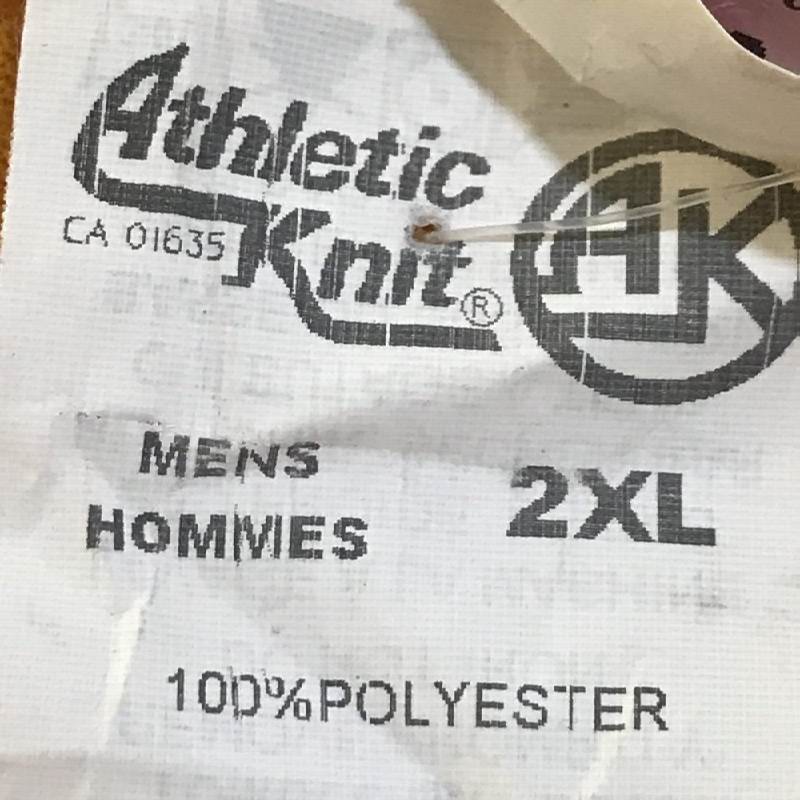 Athletic
Knit®
CA 01635
AK
MENS
HOMMES
2XL
100%POLYESTER